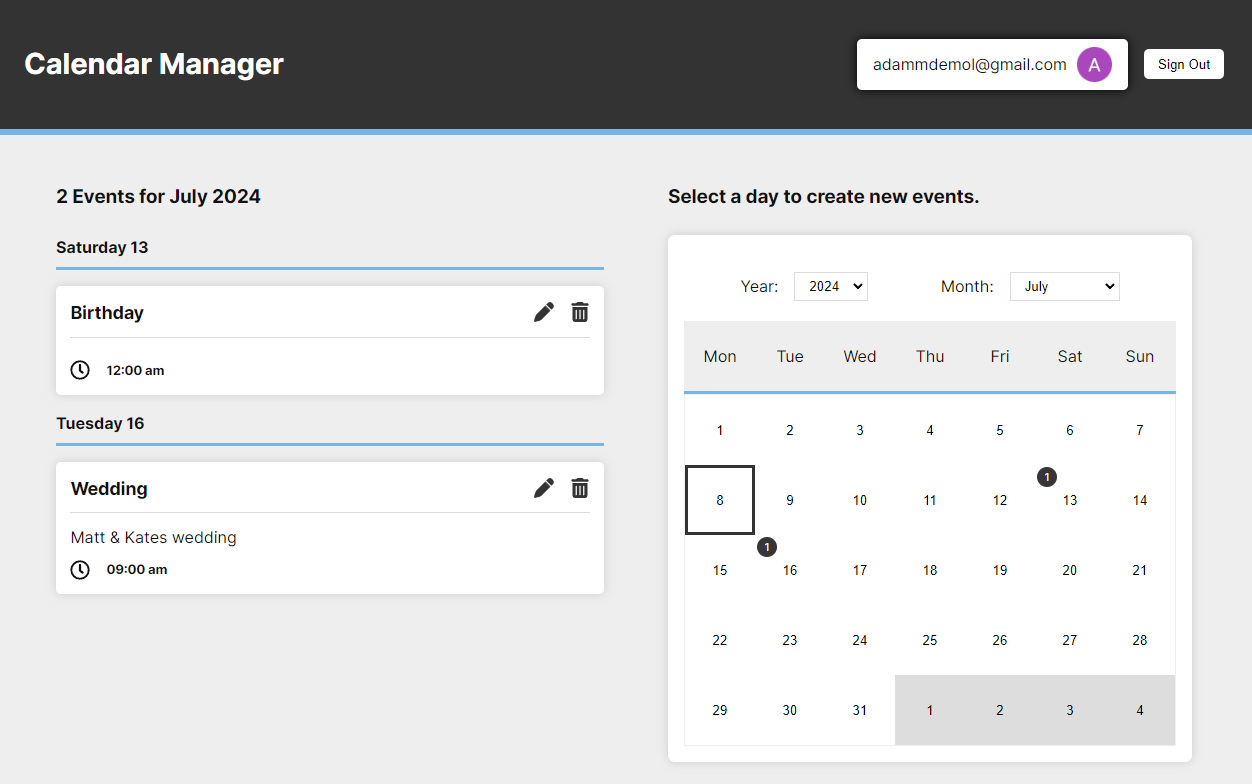 Calendar Manager
adammdemol@gmail.com A
Sign Out
2 Events for July 2024
Saturday 13
Birthday
12:00 am
Tuesday 16
Wedding
Matt & Kates wedding
09:00 am
Select a day to create new events.
Year: 2024 Month: July
Mon Tue Wed Thu Fri Sat Sun
1 2 3 4 5 6 7
1
8 9 10 11 12 13 14
1
15 16 17 18 19 20 21
22 23 24 25 26 27 28
29 30 31 1 2 3 4